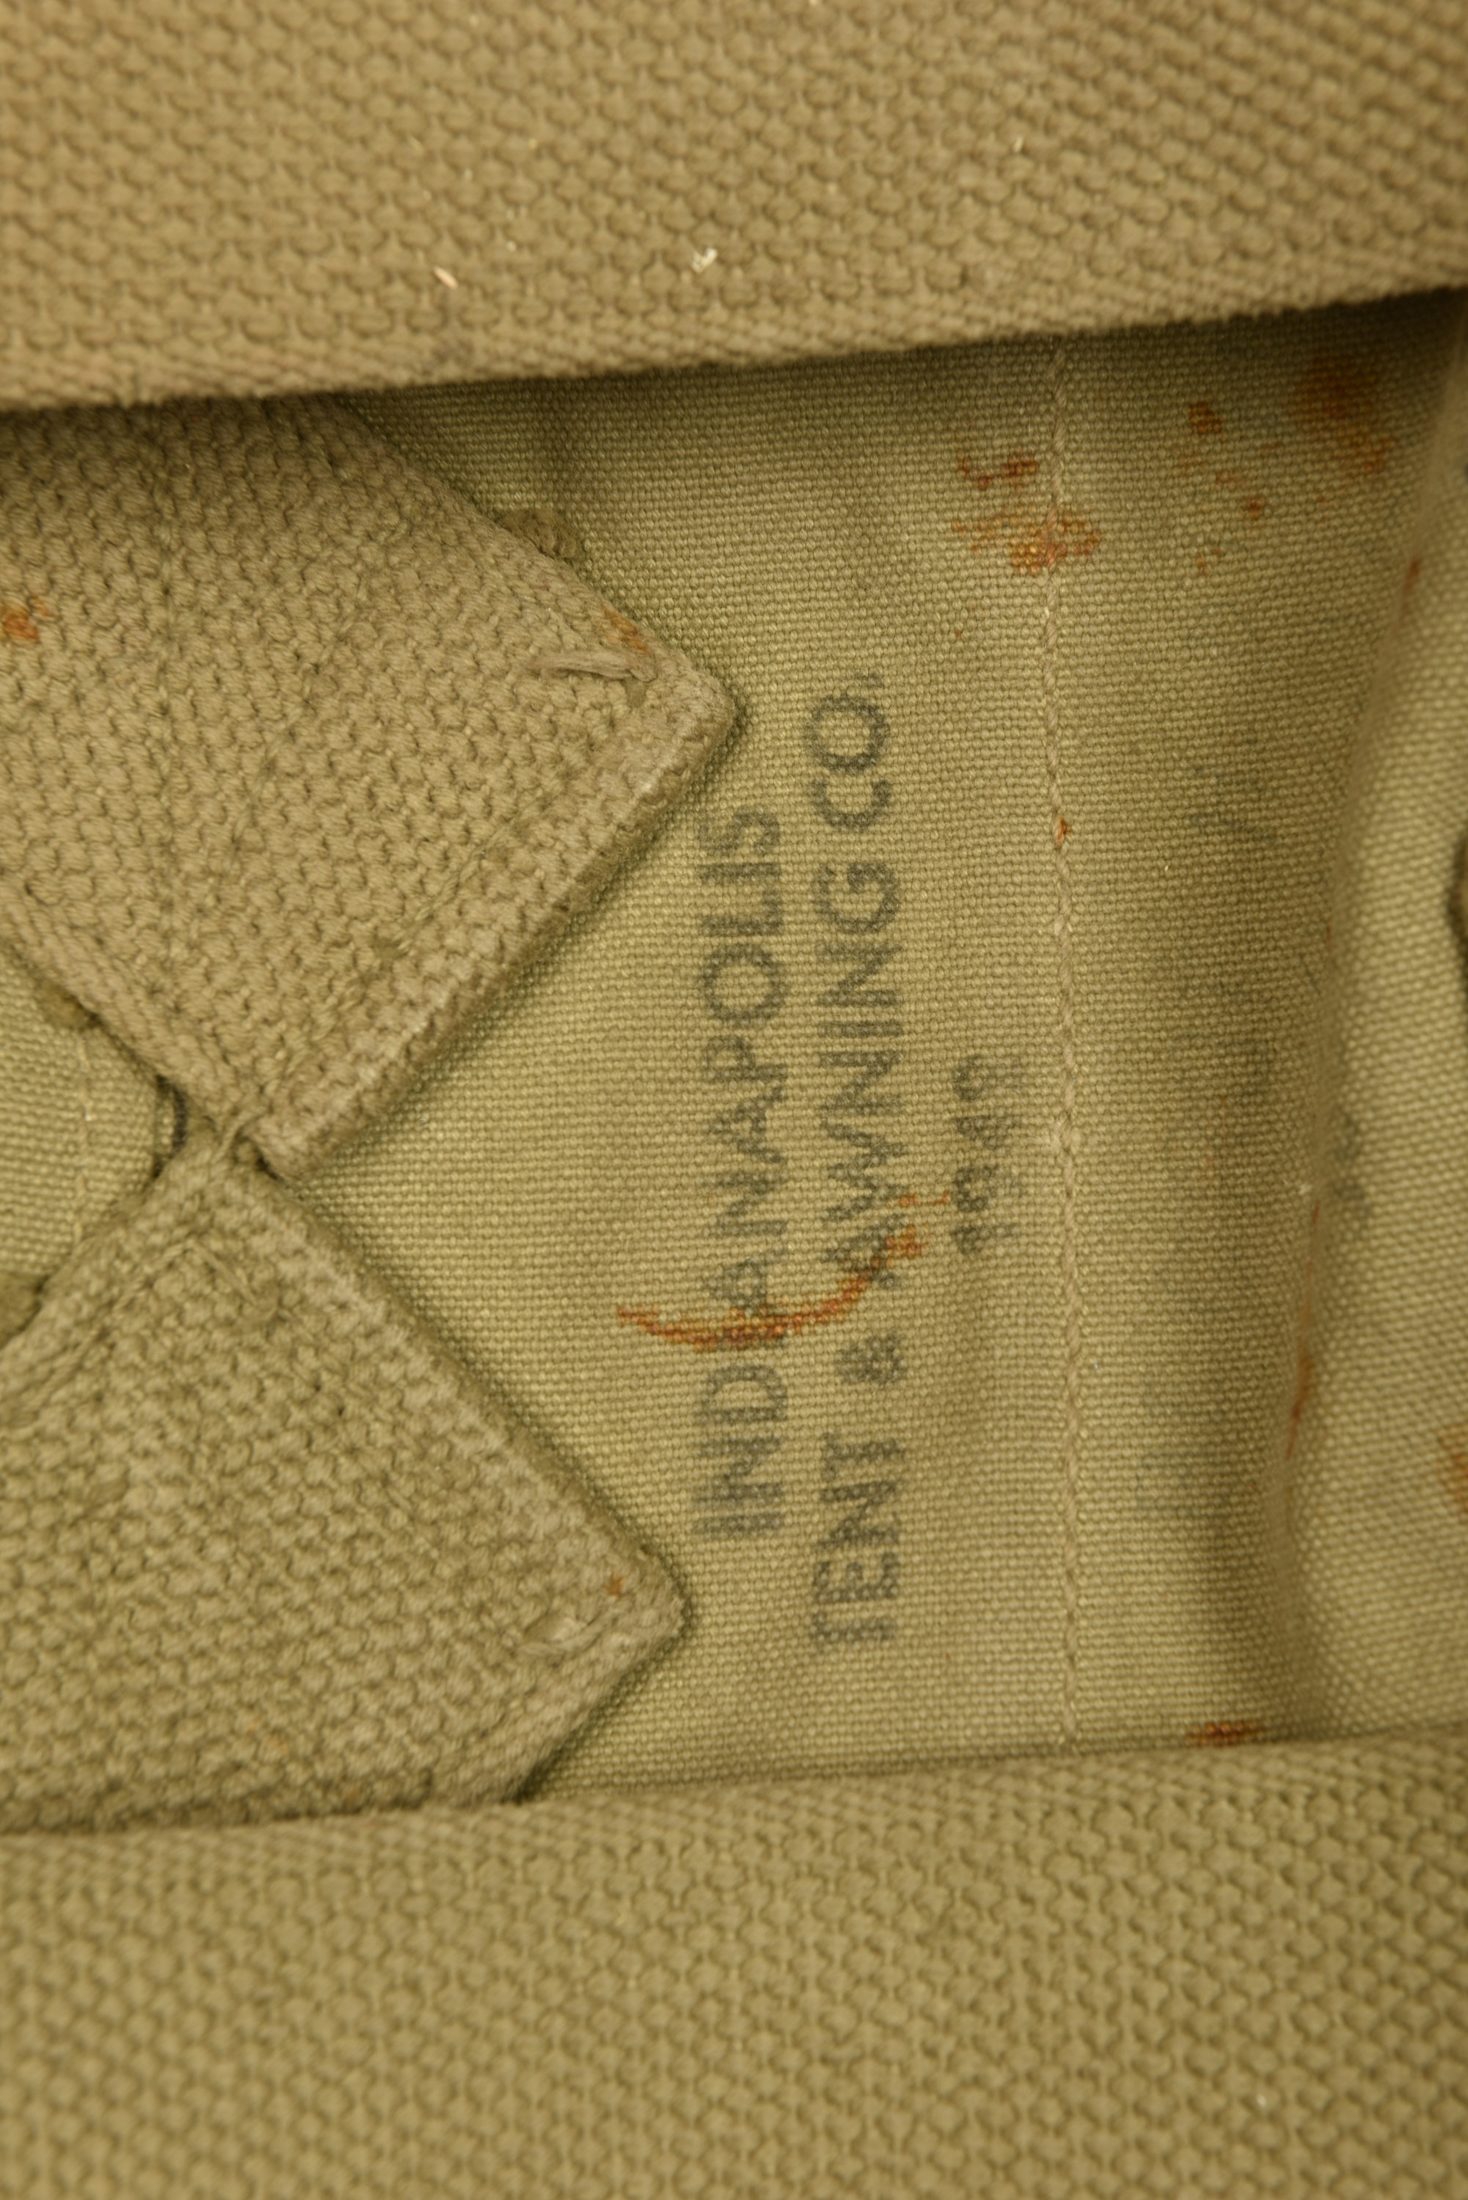 INDIANAPOLIS
TENT & AWNING CO.
1942